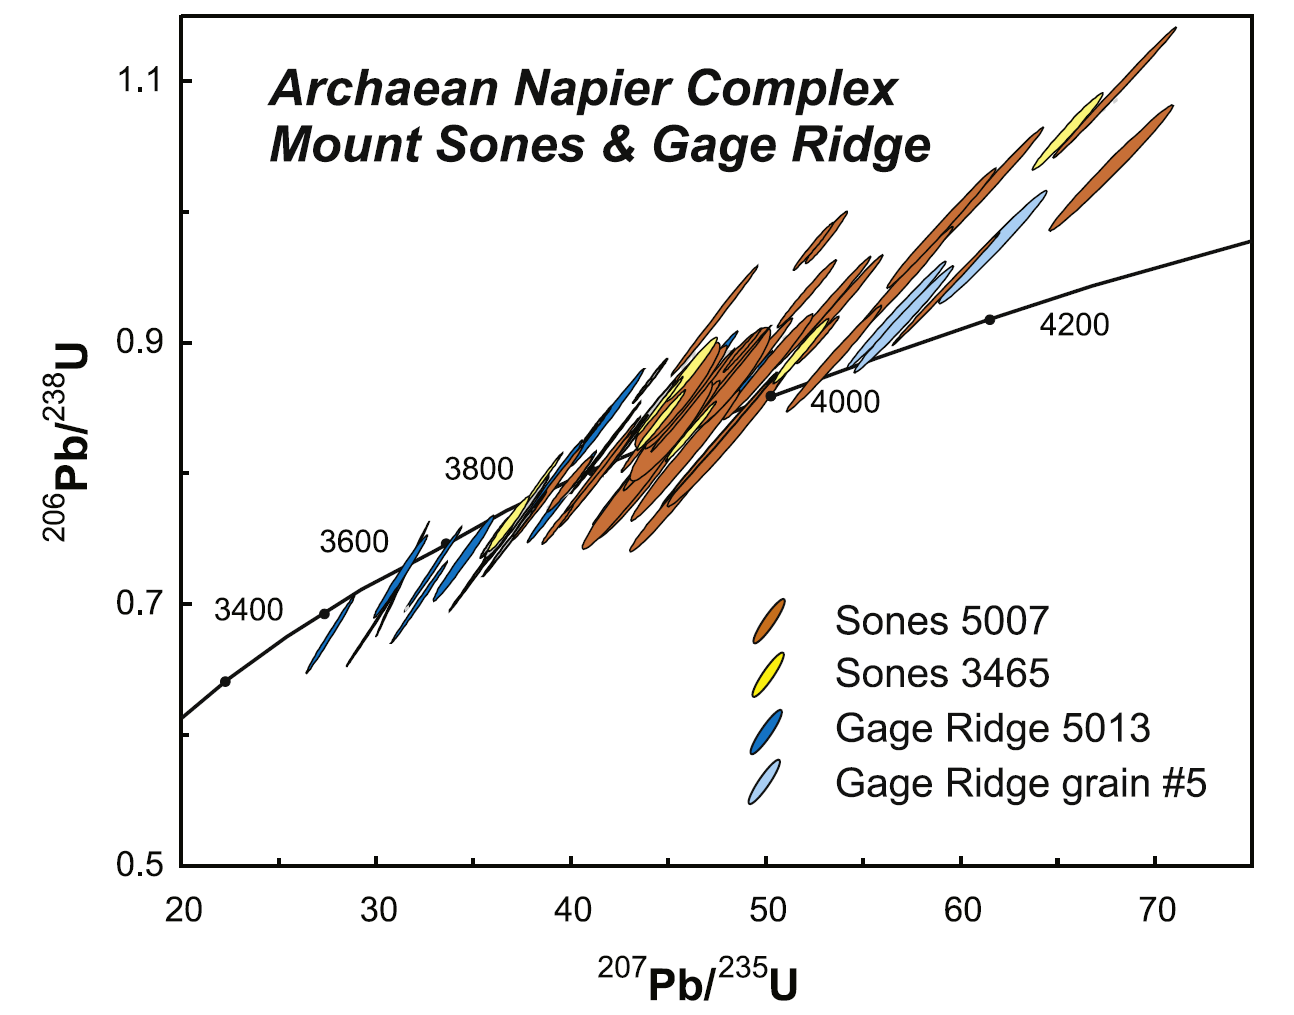 Archaean Napier Complex
Mount Sones & Gage Ridge
1.1
0.9
0.7
0.5
206Pb/238U
3400
3600
3800
4000
4200
Sones 5007
Sones 3465
Gage Ridge 5013
Gage Ridge grain #5
20 30 40 50 60 70
207Pb/235U